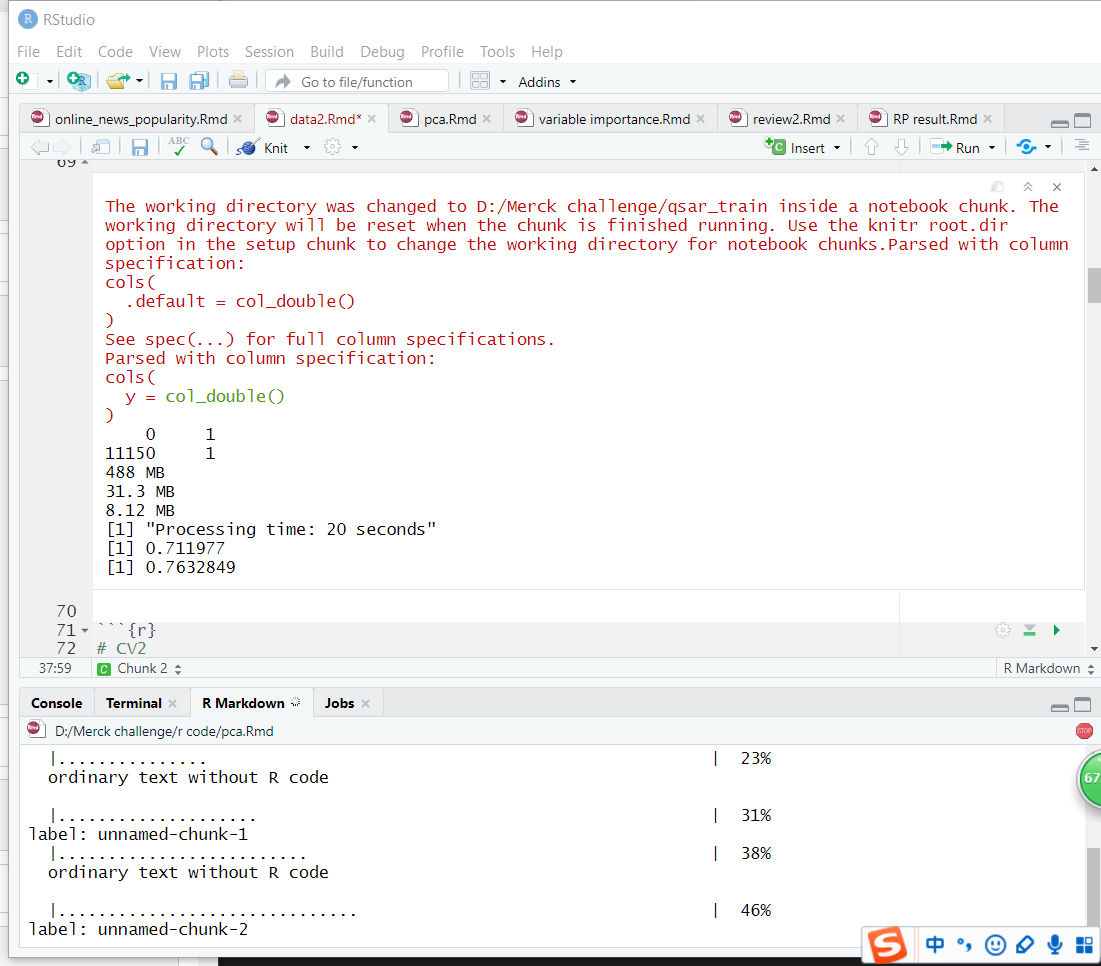 R RStudio
File Edit Code View Plots Session Build Debug Profile Tools Help
Go to file/function Addins
online_news_popularity.Rmd data2.Rmd* pca.Rmd variable importance.Rmd review2.Rmd RP result.Rmd
ABC Knit Insert Run
69
The working directory was changed to D:/Merck challenge/qsar_train inside a notebook chunk. The
working directory will be reset when the chunk is finished running. Use the knitr root.dir
option in the setup chunk to change the working directory for notebook chunks.Parsed with column
specification:
cols(
  .default = col_double()
)
See spec(...) for full column specifications.
Parsed with column specification:
cols(
  y = col_double()
)
    0     1
11150     1
488 MB
31.3 MB
8.12 MB
[1] "Processing time: 20 seconds"
[1] 0.711977
[1] 0.7632849
70
71 ```{r}
72 # CV2
37:59 C Chunk 2 R Markdown
Console Terminal R Markdown Jobs
D:/Merck challenge/r code/pca.Rmd STOP
|............... | 23%
ordinary text without R code
67
|.................... | 31%
label: unnamed-chunk-1
|......................... | 38%
ordinary text without R code
|.............................. | 46%
label: unnamed-chunk-2
S 中 °,